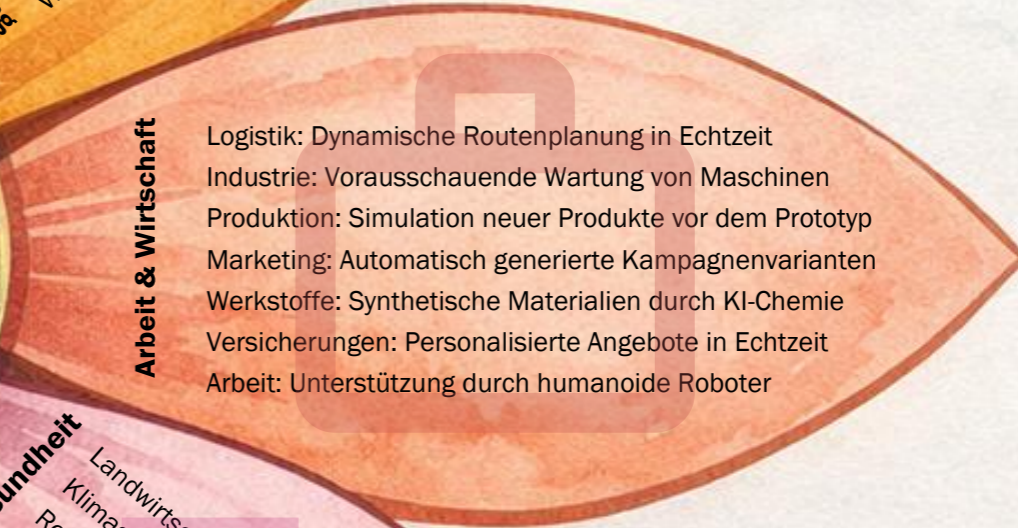 Arbeit & Wirtschaft
Logistik: Dynamische Routenplanung in Echtzeit
Industrie: Vorausschauende Wartung von Maschinen
Produktion: Simulation neuer Produkte vor dem Prototyp
Marketing: Automatisch generierte Kampagnenvarianten
Werkstoffe: Synthetische Materialien durch KI-Chemie
Versicherungen: Personalisierte Angebote in Echtzeit
Arbeit: Unterstützung durch humanoide Roboter